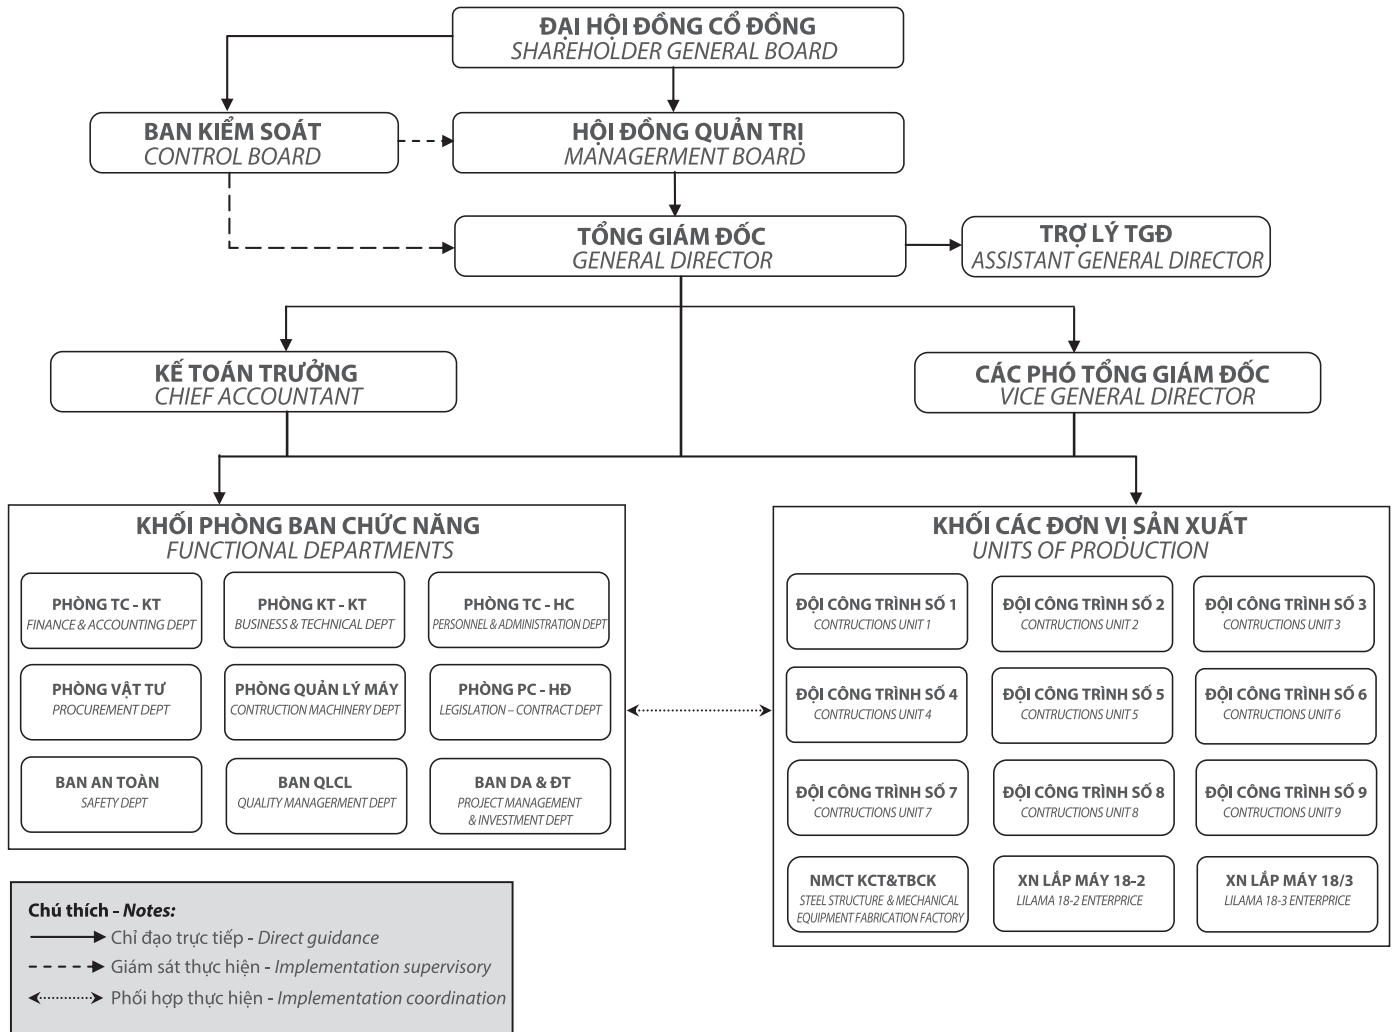 ĐẠI HỘI ĐỒNG CỔ ĐỒNG
SHAREHOLDER GENERAL BOARD
BAN KIỂM SOÁT
CONTROL BOARD
HỘI ĐỒNG QUẢN TRỊ
MANAGERMENT BOARD
TỔNG GIÁM ĐỐC
GENERAL DIRECTOR
TRỢ LÝ TGĐ
ASSISTANT GENERAL DIRECTOR
KẾ TOÁN TRƯỞNG
CHIEF ACCOUNTANT
CÁC PHÓ TỔNG GIÁM ĐỐC
VICE GENERAL DIRECTOR
KHỐI PHÒNG BAN CHỨC NĂNG
FUNCTIONAL DEPARTMENTS
PHÒNG TC - KT
FINANCE & ACCOUNTING DEPT
PHÒNG KT - KT
BUSINESS & TECHNICAL DEPT
PHÒNG TC - HC
PERSONNEL & ADMINISTRATION DEPT
PHÒNG VẬT TƯ
PROCUREMENT DEPT
PHÒNG QUẢN LÝ MÁY
CONTRUCTION MACHINERY DEPT
PHÒNG PC - HĐ
LEGISLATION – CONTRACT DEPT
BAN AN TOÀN
SAFETY DEPT
BAN QLCL
QUALITY MANAGERMENT DEPT
BAN DA & ĐT
PROJECT MANAGEMENT
& INVESTMENT DEPT
KHỐI CÁC ĐƠN VỊ SẢN XUẤT
UNITS OF PRODUCTION
ĐỘI CÔNG TRÌNH SỐ 1
CONTRUCTIONS UNIT 1
ĐỘI CÔNG TRÌNH SỐ 2
CONTRUCTIONS UNIT 2
ĐỘI CÔNG TRÌNH SỐ 3
CONTRUCTIONS UNIT 3
ĐỘI CÔNG TRÌNH SỐ 4
CONTRUCTIONS UNIT 4
ĐỘI CÔNG TRÌNH SỐ 5
CONTRUCTIONS UNIT 5
ĐỘI CÔNG TRÌNH SỐ 6
CONTRUCTIONS UNIT 6
ĐỘI CÔNG TRÌNH SỐ 7
CONTRUCTIONS UNIT 7
ĐỘI CÔNG TRÌNH SỐ 8
CONTRUCTIONS UNIT 8
ĐỘI CÔNG TRÌNH SỐ 9
CONTRUCTIONS UNIT 9
NMCT KCT&TBCK
STEEL STRUCTURE & MECHANICAL
EQUIPMENT FABRICATION FACTORY
XN LẮP MÁY 18-2
LILAMA 18-2 ENTERPRICE
XN LẮP MÁY 18/3
LILAMA 18-3 ENTERPRICE
Chú thích - Notes:
Chỉ đạo trực tiếp - Direct guidance
Giám sát thực hiện - Implementation supervisory
Phối hợp thực hiện - Implementation coordination